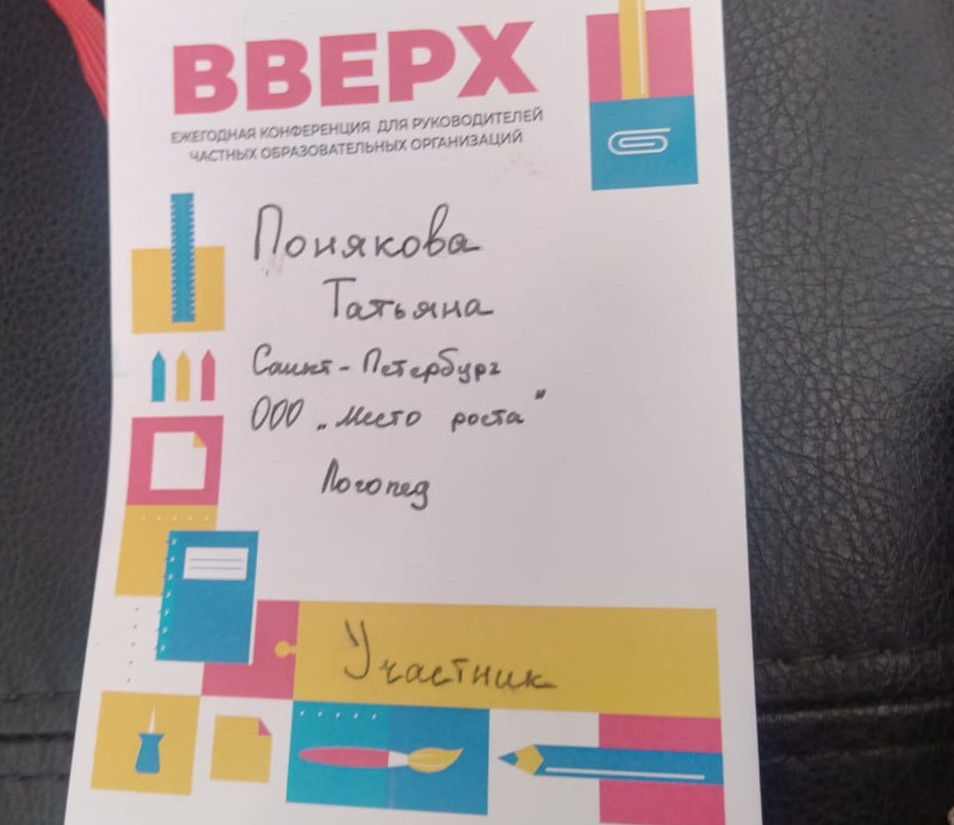 ВВЕРХ
ЕЖЕГОДНАЯ КОНФЕРЕНЦИЯ ДЛЯ РУКОВОДИТЕЛЕЙ
ЧАСТНЫХ ОБРАЗОВАТЕЛЬНЫХ ОРГАНИЗАЦИЙ
Понякова
Татьяна
Санкт-Петербург
ООО „Место роста"
Логопед
Участник